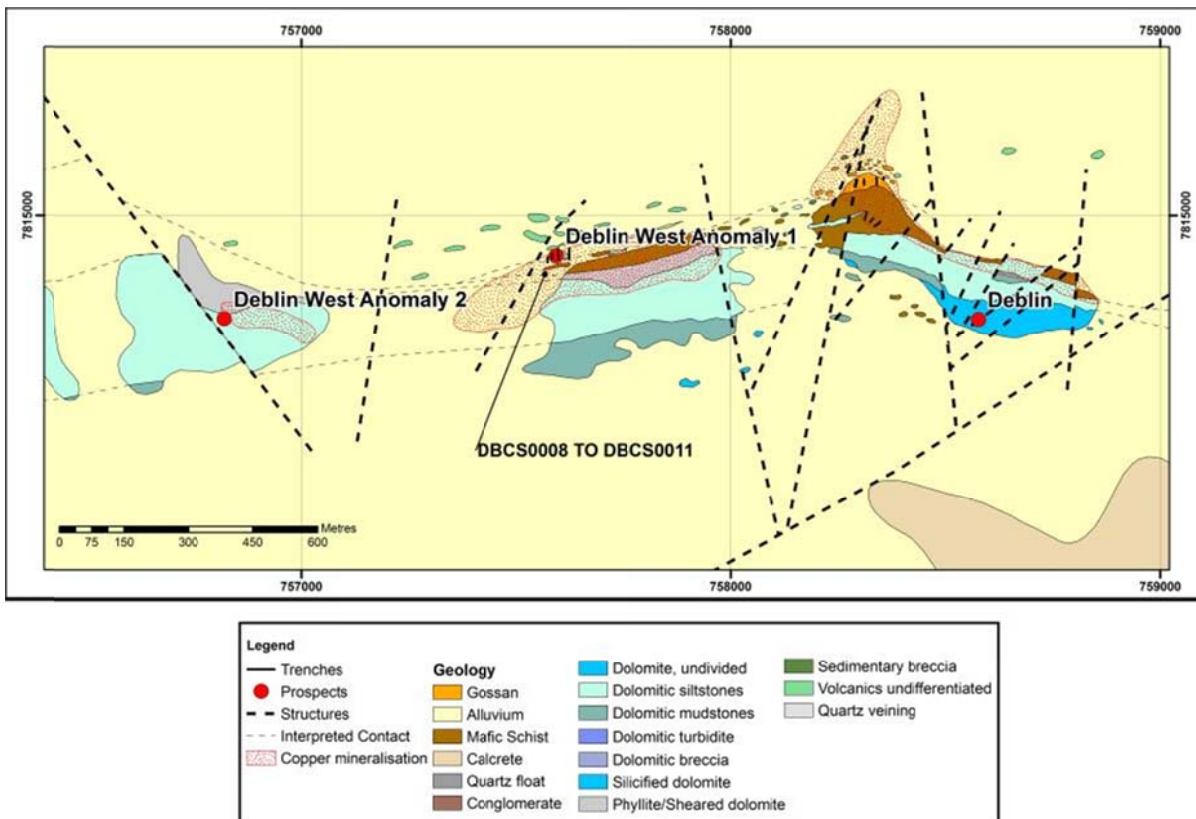 757000
758000
759000
7815000
7815000
Deblin West Anomaly 1
Deblin West Anomaly 2
Deblin
DBCS0008 TO DBCS0011
Metres
0 75 150 300 450 600
757000
758000
759000
Legend
Trenches
Prospects
Structures
Interpreted Contact
Copper mineralisation
Geology
Gossan
Alluvium
Mafic Schist
Calcrete
Quartz float
Conglomerate
Dolomite, undivided
Dolomitic siltstones
Dolomitic mudstones
Dolomitic turbidite
Dolomitic breccia
Silicified dolomite
Phyllite/Sheared dolomite
Sedimentary breccia
Volcanics undifferentiated
Quartz veining